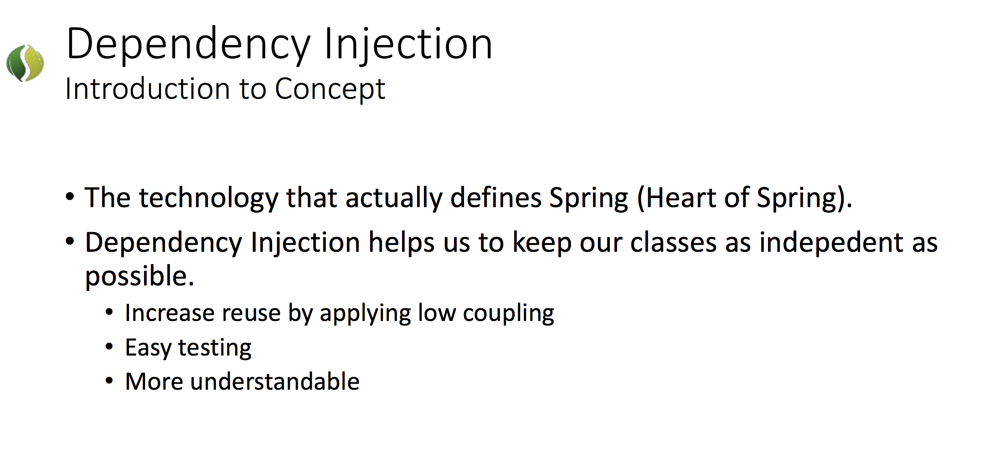 Dependency Injection
Introduction to Concept
• The technology that actually defines Spring (Heart of Spring).
• Dependency Injection helps us to keep our classes as indepedent as
possible.
• Increase reuse by applying low coupling
• Easy testing
• More understandable